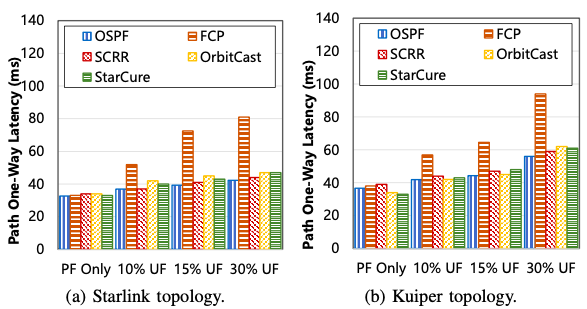 Path One-Way Latency (ms)
140
120
100
80
60
40
20
0
OSPF
FCP
SCRR
OrbitCast
StarCure
PF Only
10% UF
15% UF
30% UF
(a) Starlink topology.
Path One-Way Latency (ms)
140
120
100
80
60
40
20
0
OSPF
FCP
SCRR
OrbitCast
StarCure
PF Only
10% UF
15% UF
30% UF
(b) Kuiper topology.